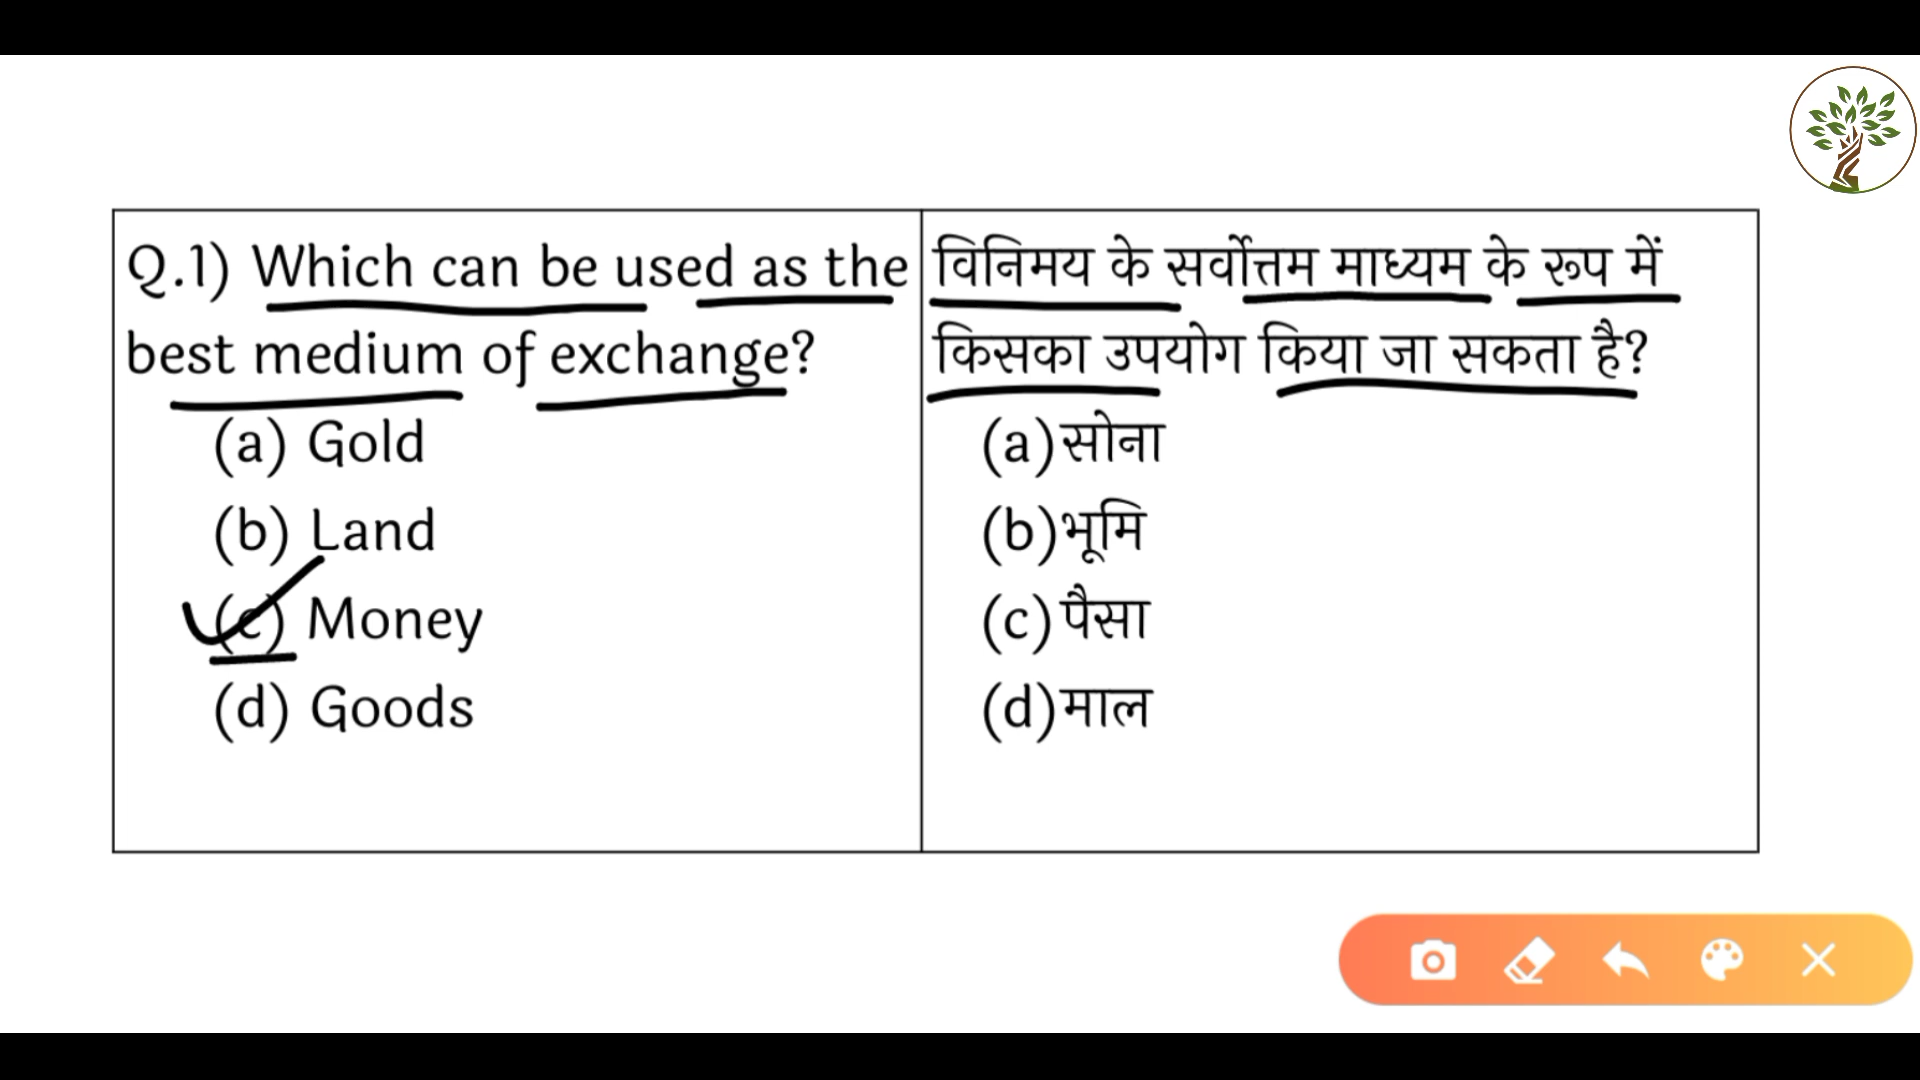 Q.1) Which can be used as the
best medium of exchange?
(a) Gold
(b) Land
(c) Money
(d) Goods
विनिमय के सर्वोत्तम माध्यम के रूप में
किसका उपयोग किया जा सकता है?
(a) सोना
(b) भूमि
(c) पैसा
(d) माल